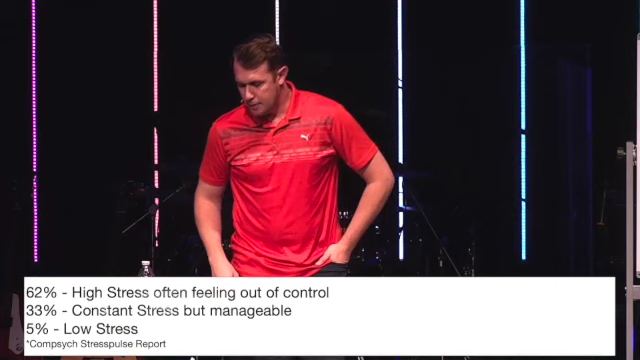 62% - High Stress often feeling out of control
33% - Constant Stress but manageable
5% - Low Stress
*Compsych Stresspulse Report